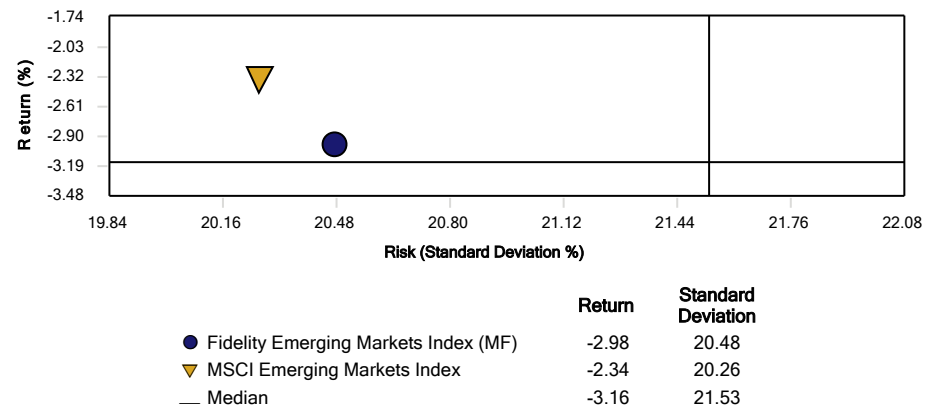 -1.74
-2.03
-2.32
-2.61
-2.90
-3.19
-3.48
Return (%)
19.84 20.16 20.48 20.80 21.12 21.44 21.76 22.08
Risk (Standard Deviation %)
Return Standard Deviation
Fidelity Emerging Markets Index (MF) -2.98 20.48
MSCI Emerging Markets Index -2.34 20.26
Median -3.16 21.53